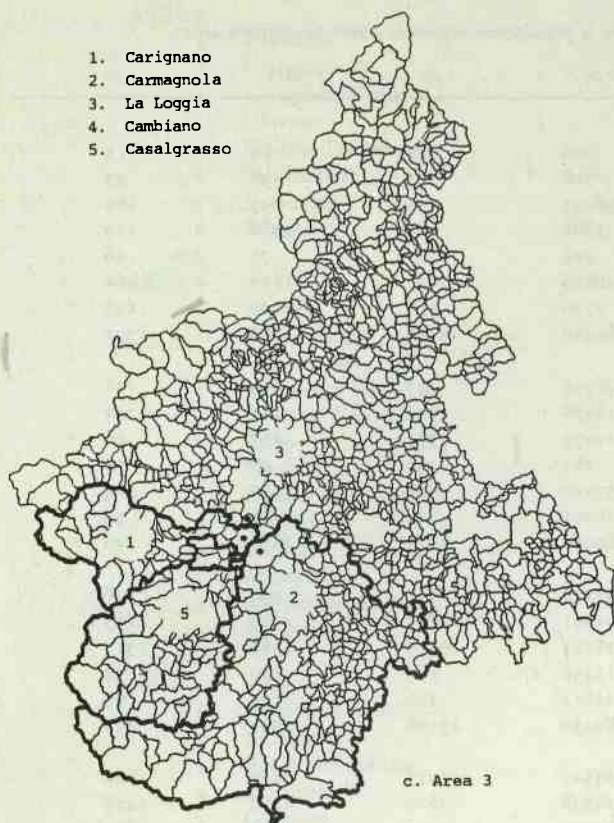 1. Carignano
2. Carmagnola
3. La Loggia
4. Cambiano
5. Casalgrasso
3
1
2
5
c. Area 3